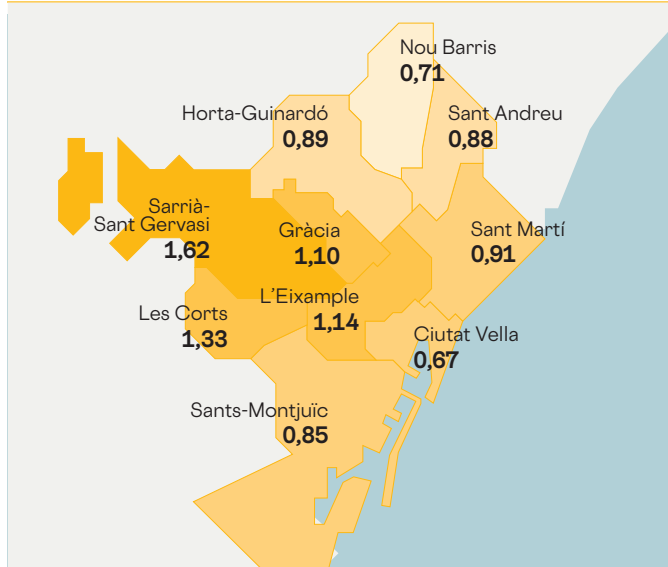 Nou Barris
0,71
Horta-Guinardó
0,89
Sant Andreu
0,88
Sarrià-
Sant Gervasi
1,62
Gràcia
1,10
Sant Martí
0,91
L’Eixample
1,14
Les Corts
1,33
Ciutat Vella
0,67
Sants-Montjuïc
0,85